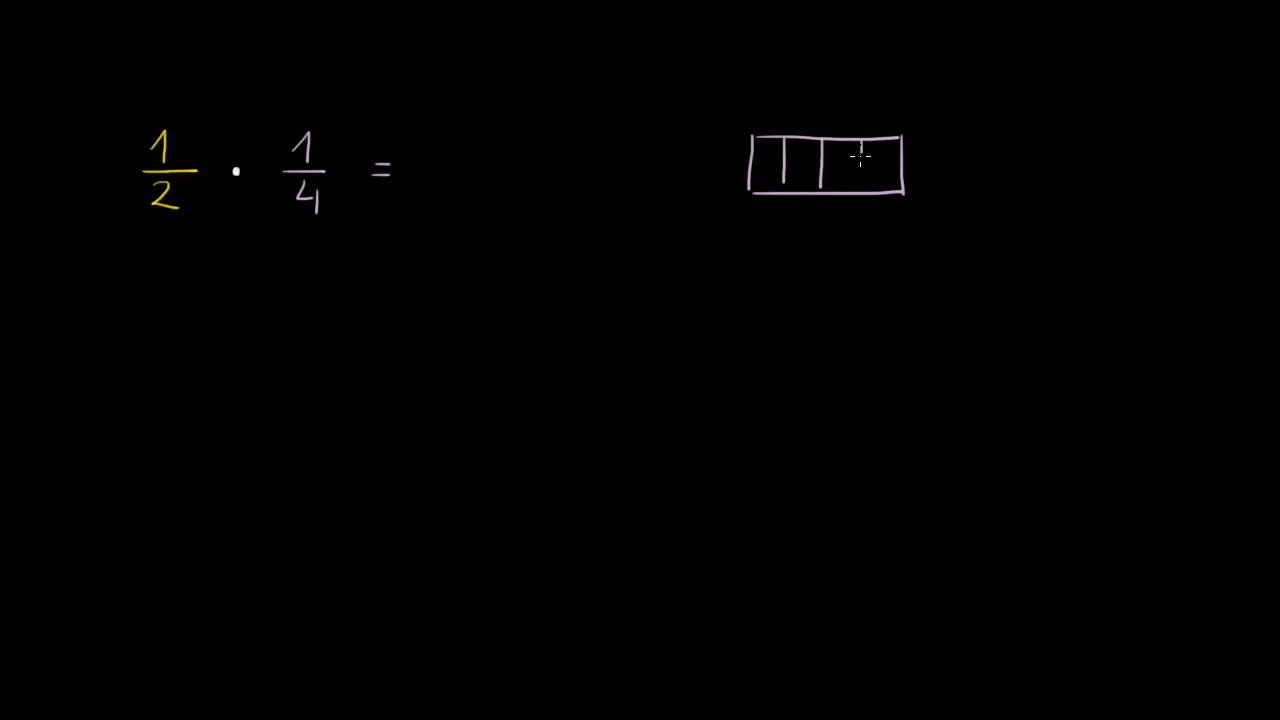 1/2 · 1/4 =